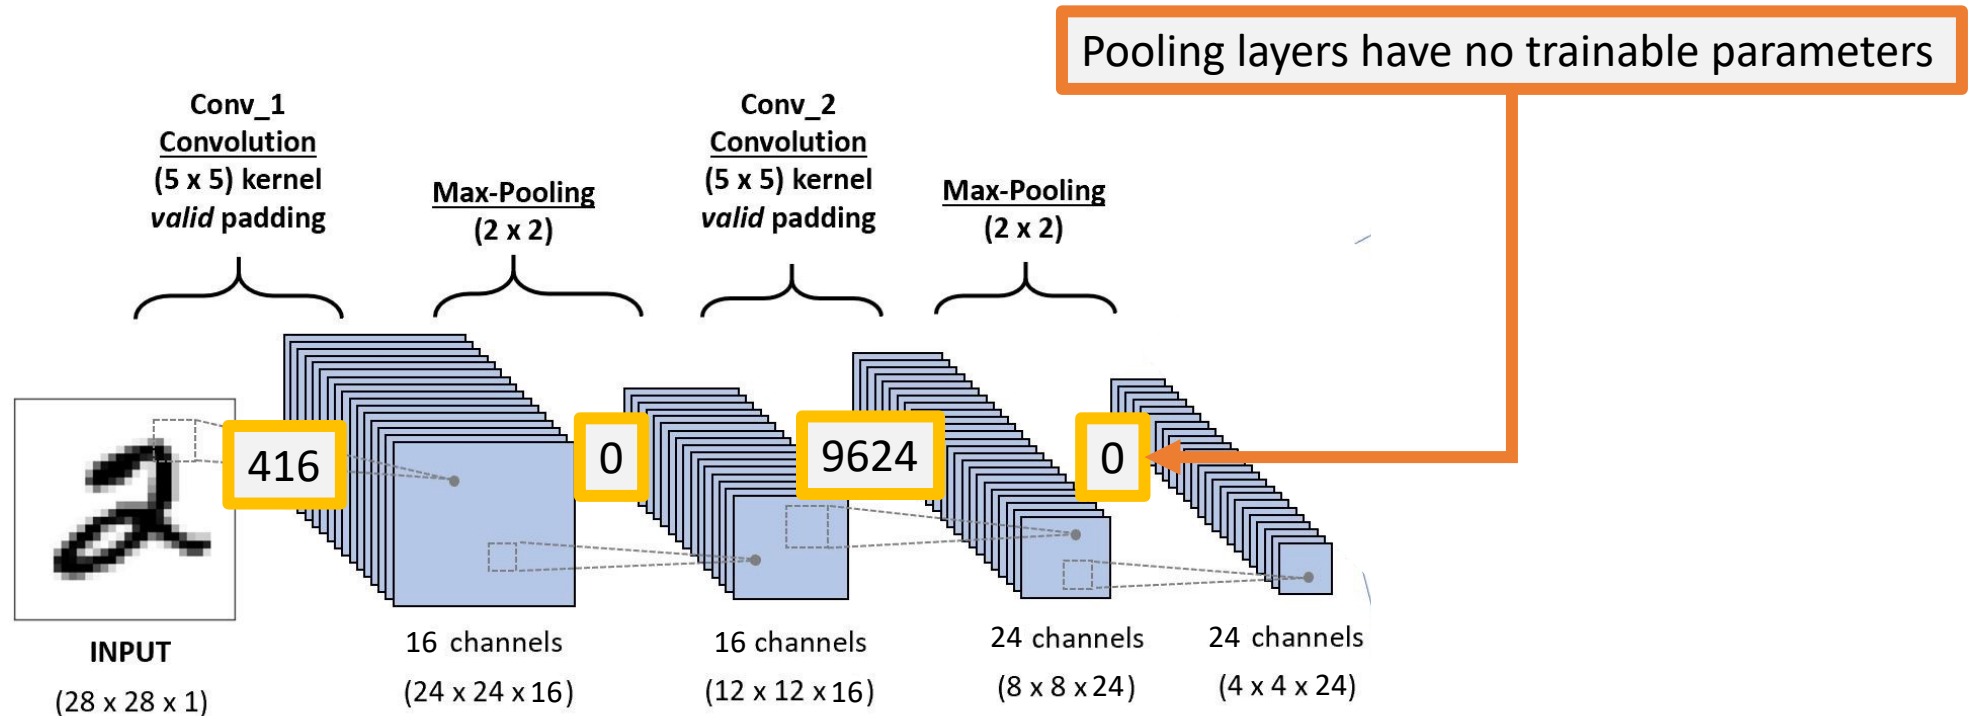 Pooling layers have no trainable parameters
Conv_1
Convolution
(5 x 5) kernel
valid padding
Max-Pooling
(2 x 2)
Conv_2
Convolution
(5 x 5) kernel
valid padding
Max-Pooling
(2 x 2)
416
0
9624
0
INPUT
(28 x 28 x 1)
16 channels
(24 x 24 x 16)
16 channels
(12 x 12 x 16)
24 channels
(8 x 8 x 24)
24 channels
(4 x 4 x 24)